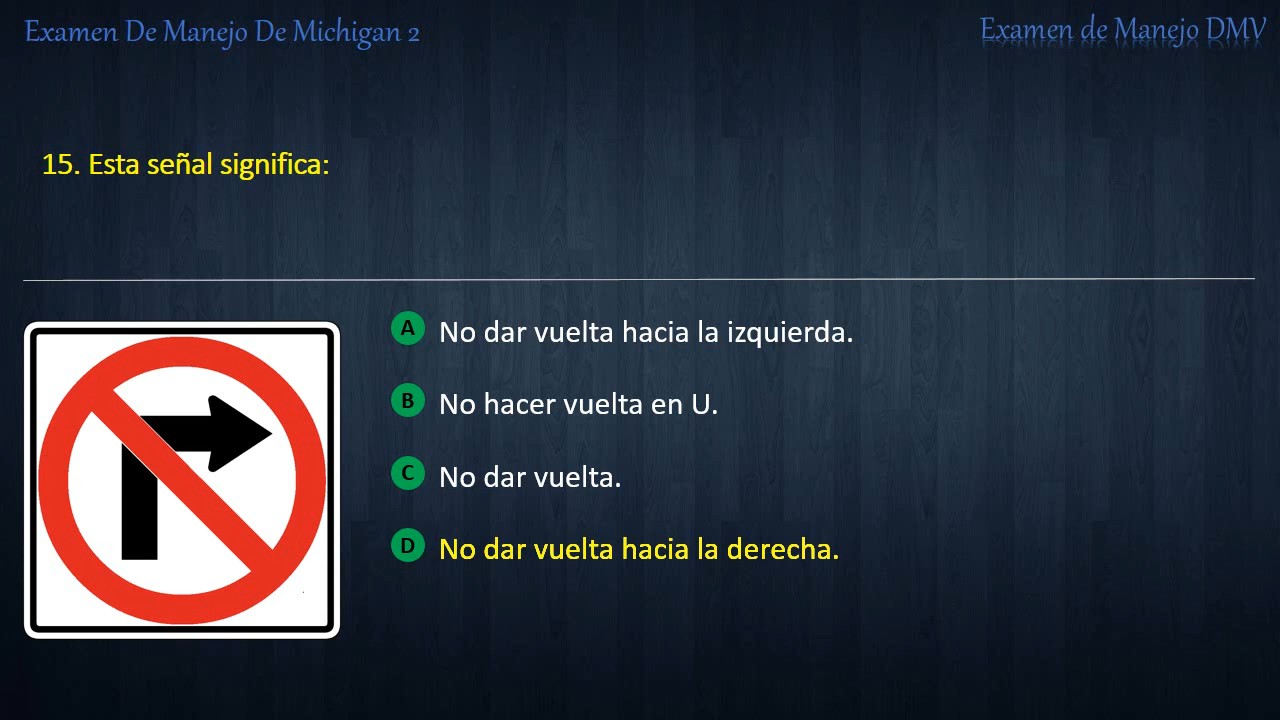 Examen De Manejo De Michigan 2
Examen de Manejo DMV
15. Esta señal significa:
A No dar vuelta hacia la izquierda.
B No hacer vuelta en U.
C No dar vuelta.
D No dar vuelta hacia la derecha.